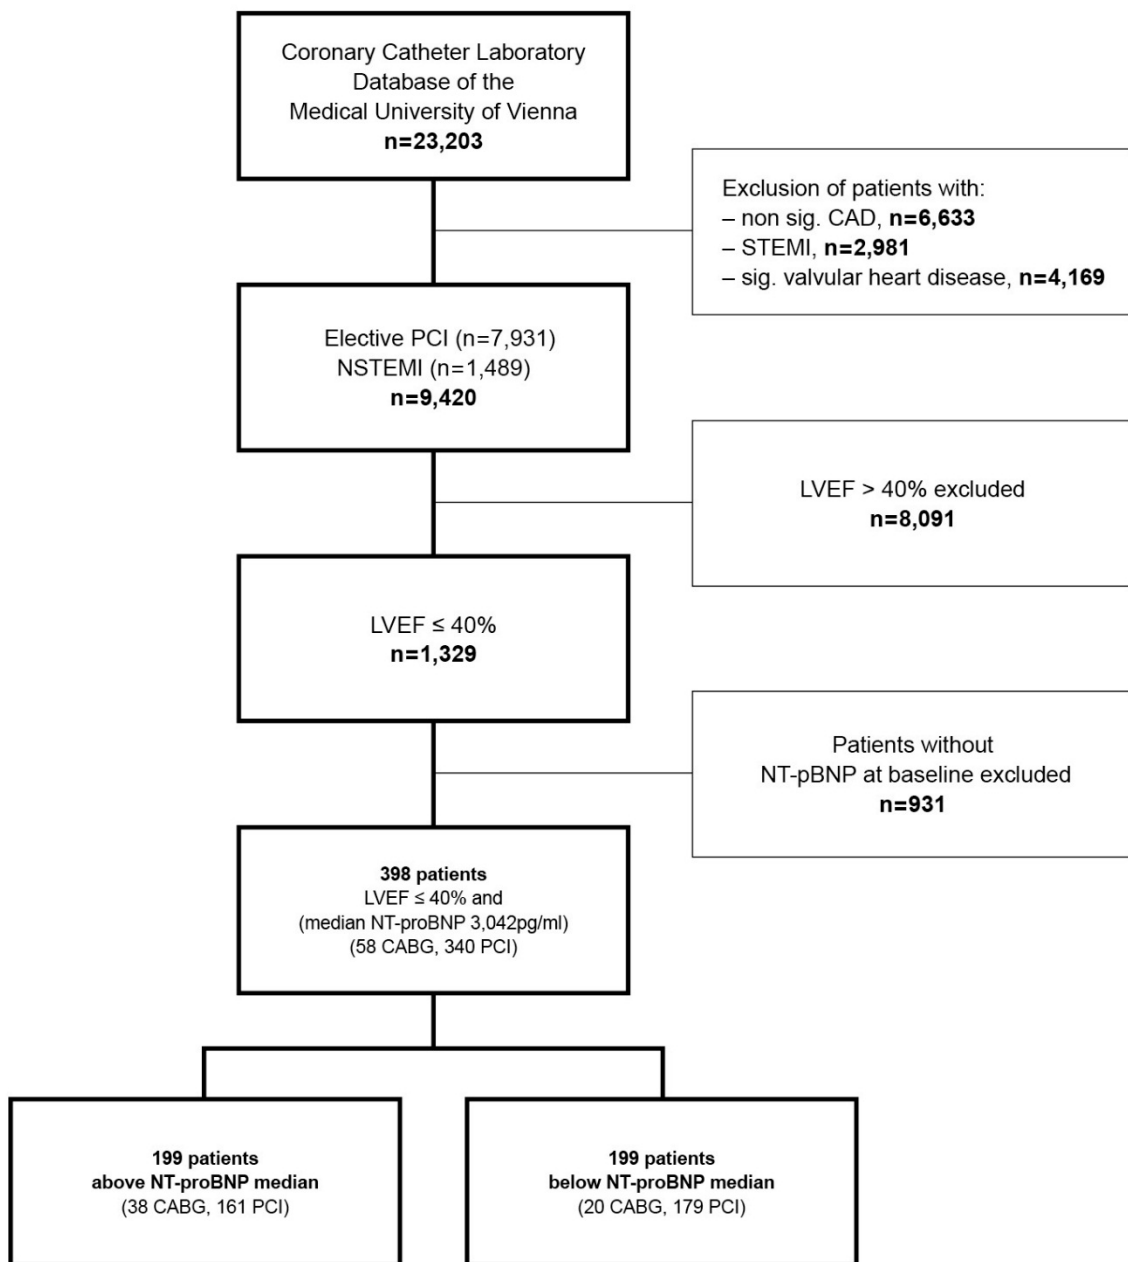 Coronary Catheter Laboratory
Database of the
Medical University of Vienna
n=23,203
Exclusion of patients with:
– non sig. CAD, n=6,633
– STEMI, n=2,981
– sig. valvular heart disease, n=4,169
Elective PCI (n=7,931)
NSTEMI (n=1,489)
n=9,420
LVEF > 40% excluded
n=8,091
LVEF ≤ 40%
n=1,329
Patients without
NT-pBNP at baseline excluded
n=931
398 patients
LVEF ≤ 40% and
(median NT-proBNP 3,042pg/ml)
(58 CABG, 340 PCI)
199 patients
above NT-proBNP median
(38 CABG, 161 PCI)
199 patients
below NT-proBNP median
(20 CABG, 179 PCI)